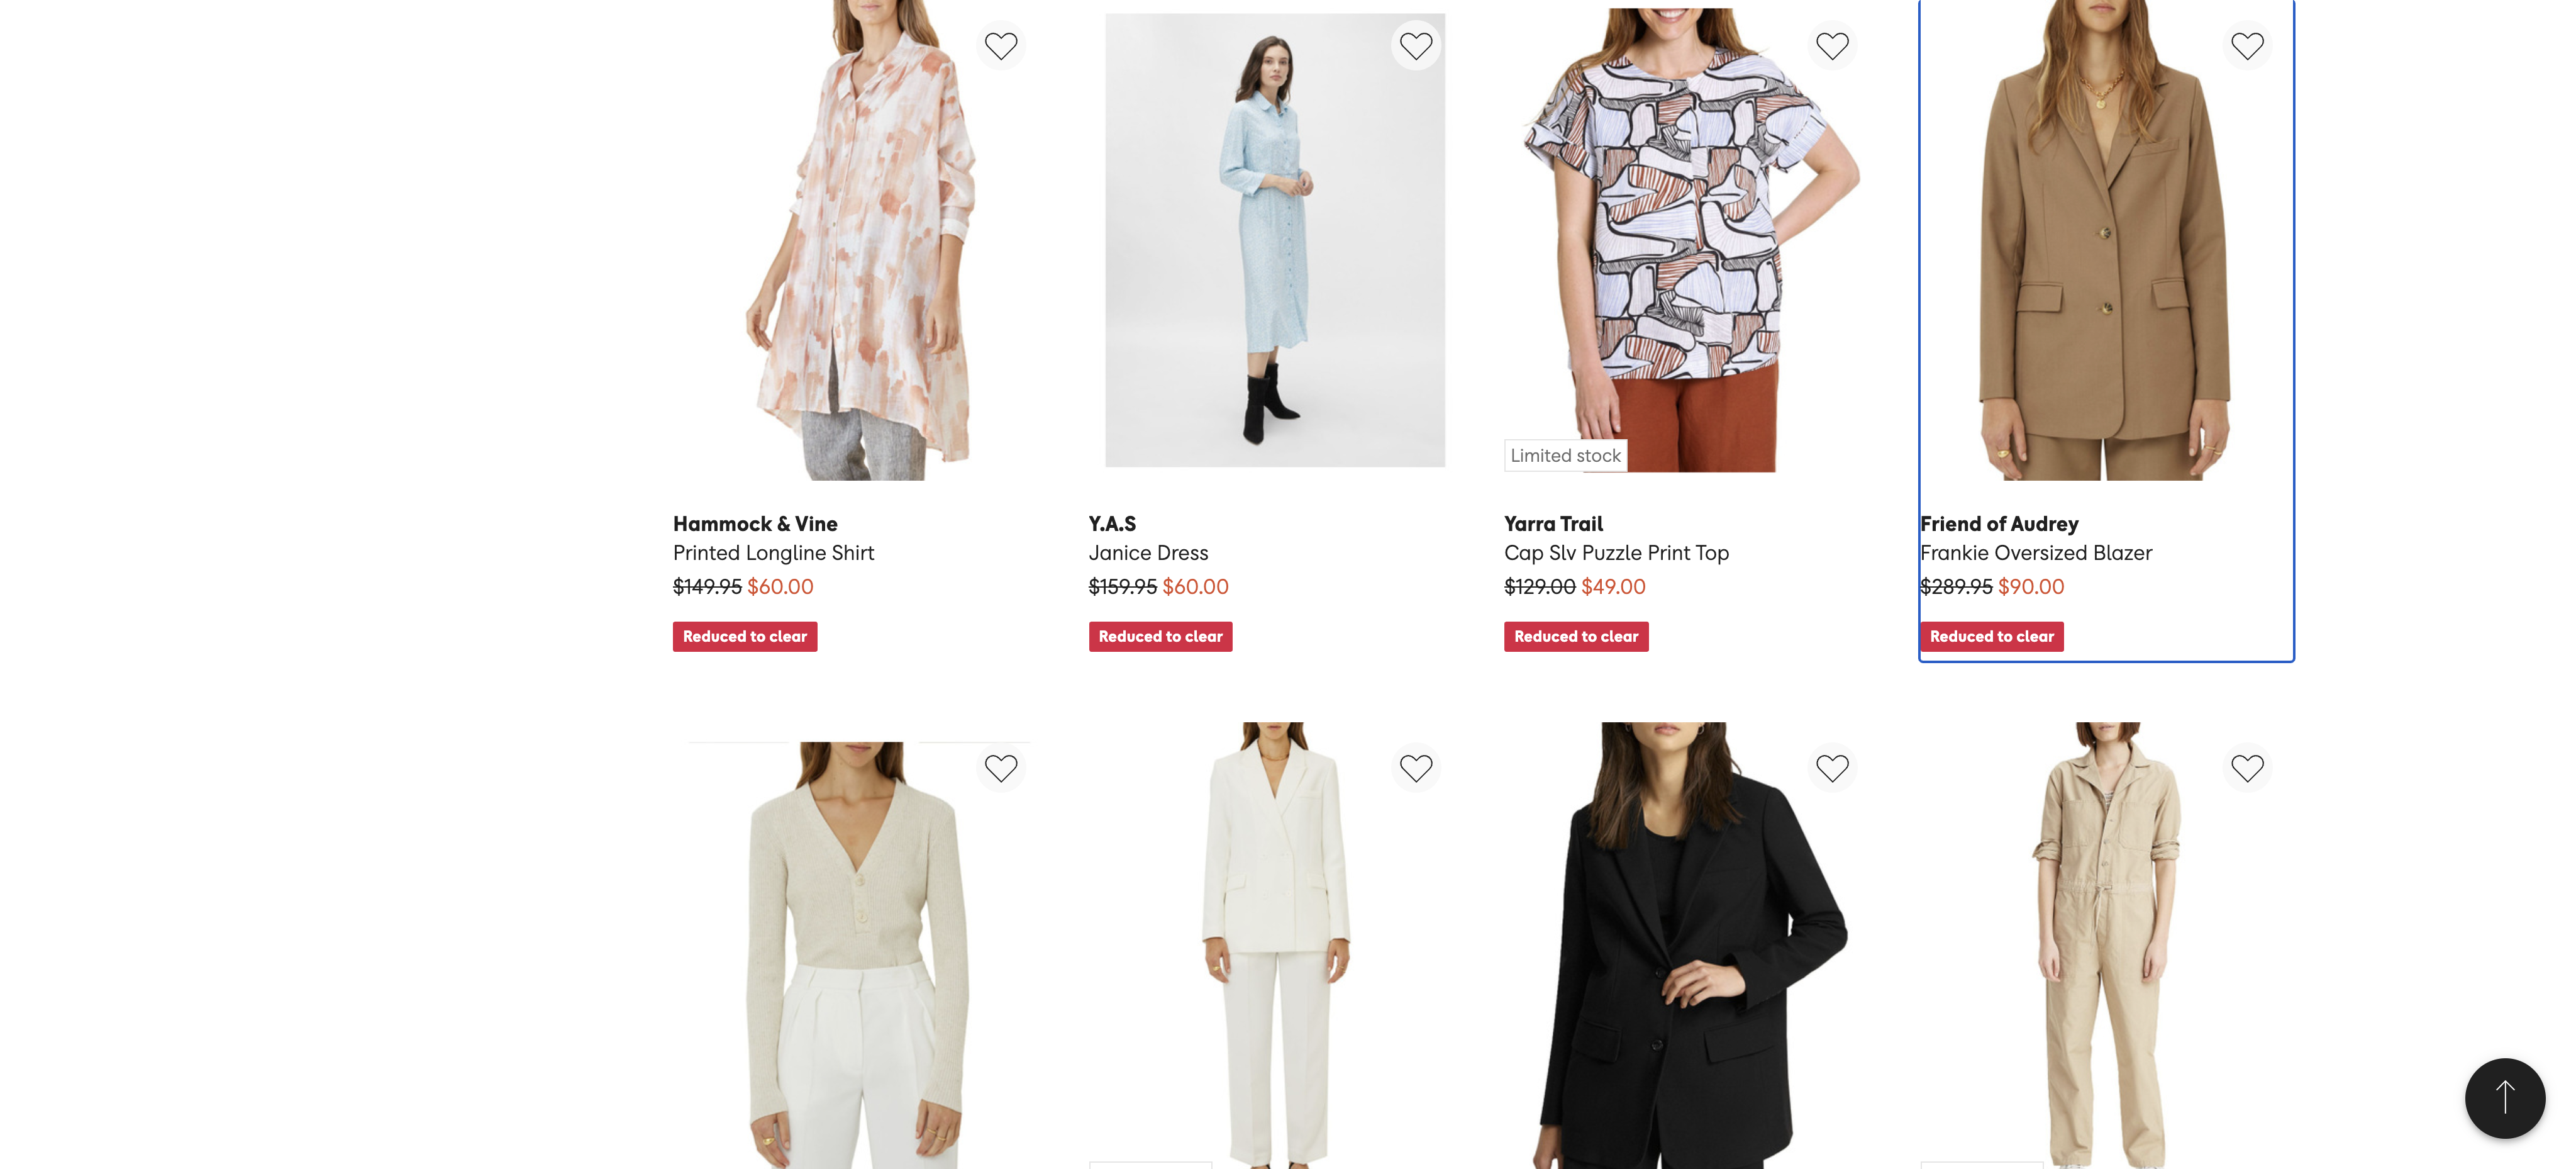 Limited stock
Hammock & Vine
Printed Longline Shirt
$149.95 $60.00
Reduced to clear
Y.A.S
Janice Dress
$159.95 $60.00
Reduced to clear
Yarra Trail
Cap Slv Puzzle Print Top
$129.00 $49.00
Reduced to clear
Friend of Audrey
Frankie Oversized Blazer
$289.95 $90.00
Reduced to clear